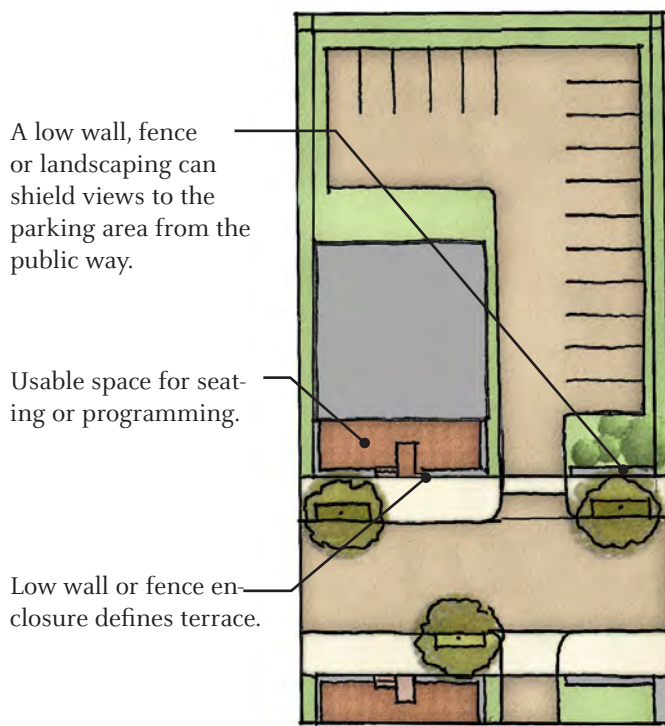 A low wall, fence
or landscaping can
shield views to the
parking area from the
public way.
Usable space for seat-
ing or programming.
Low wall or fence en-
closure defines terrace.